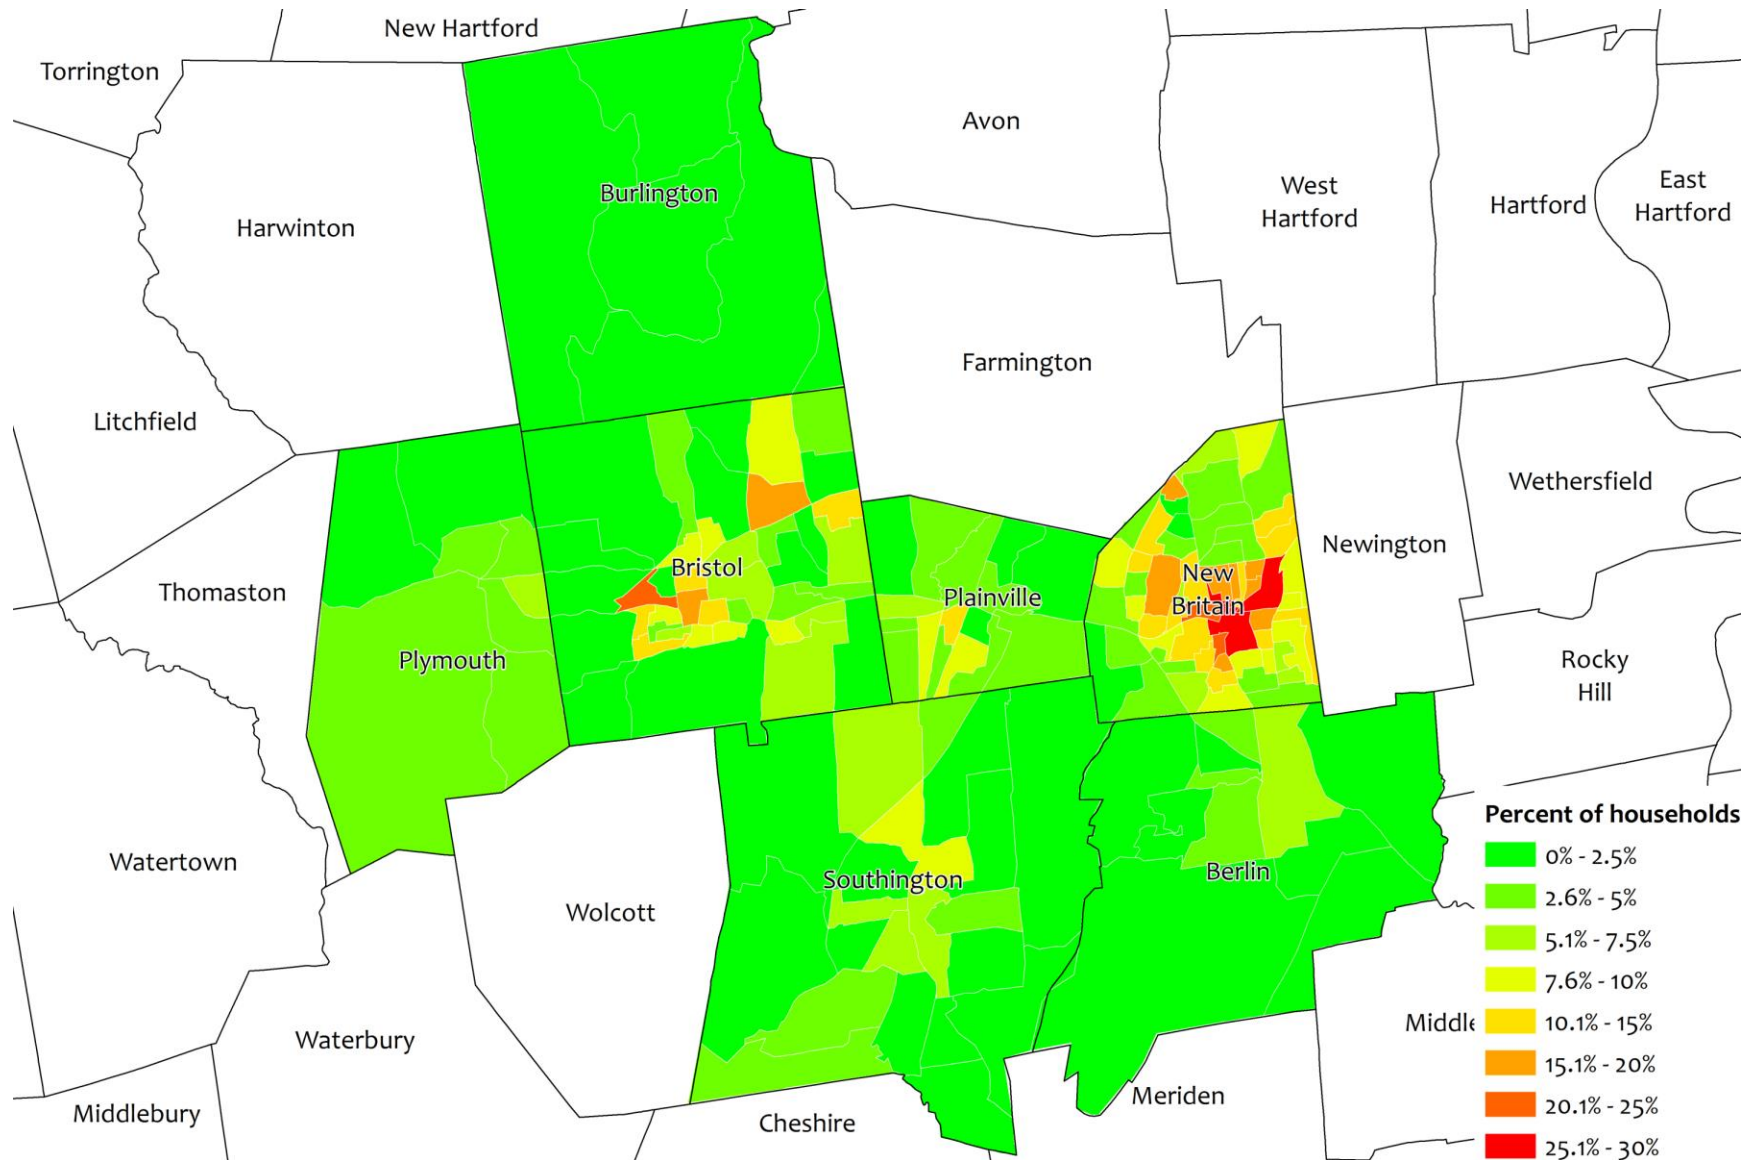 New Hartford
Torrington
Avon
West
Hartford
Hartford
East
Hartford
Burlington
Harwinton
Farmington
Litchfield
Wethersfield
Newington
Bristol
New
Britain
Thomaston
Plainville
Plymouth
Rocky
Hill
Watertown
Southington
Berlin
Wolcott
Waterbury
Middle
Meriden
Middlebury
Cheshire
Percent of households
0% - 2.5%
2.6% - 5%
5.1% - 7.5%
7.6% - 10%
10.1% - 15%
15.1% - 20%
20.1% - 25%
25.1% - 30%